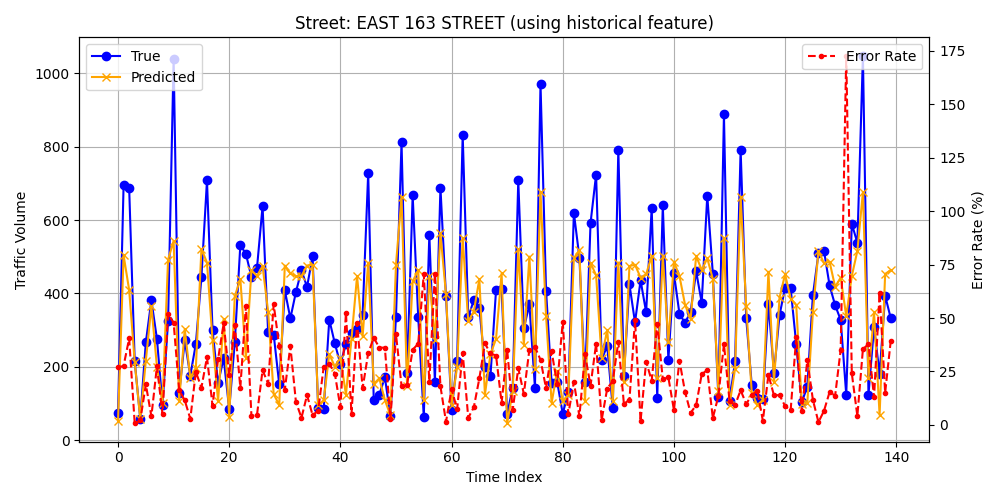 Street: EAST 163 STREET (using historical feature)
True
Predicted
Error Rate
Traffic Volume
0
200
400
600
800
1000
Error Rate (%)
0
25
50
75
100
125
150
175
0 20 40 60 80 100 120 140
Time Index